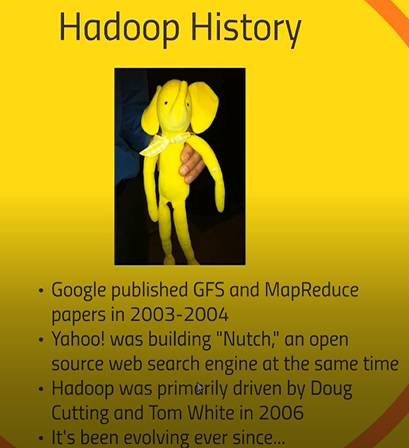 Hadoop History
• Google published GFS and MapReduce
papers in 2003-2004
• Yahoo! was building "Nutch," an open
source web search engine at the same time
• Hadoop was primarily driven by Doug
Cutting and Tom White in 2006
• It's been evolving ever since...